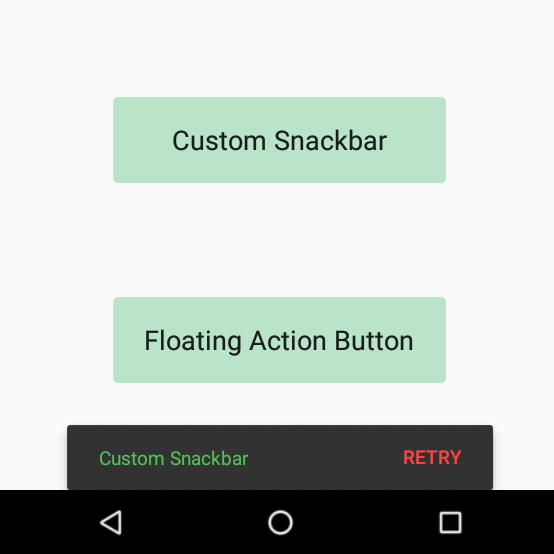 Custom Snackbar
Floating Action Button
Custom Snackbar RETRY